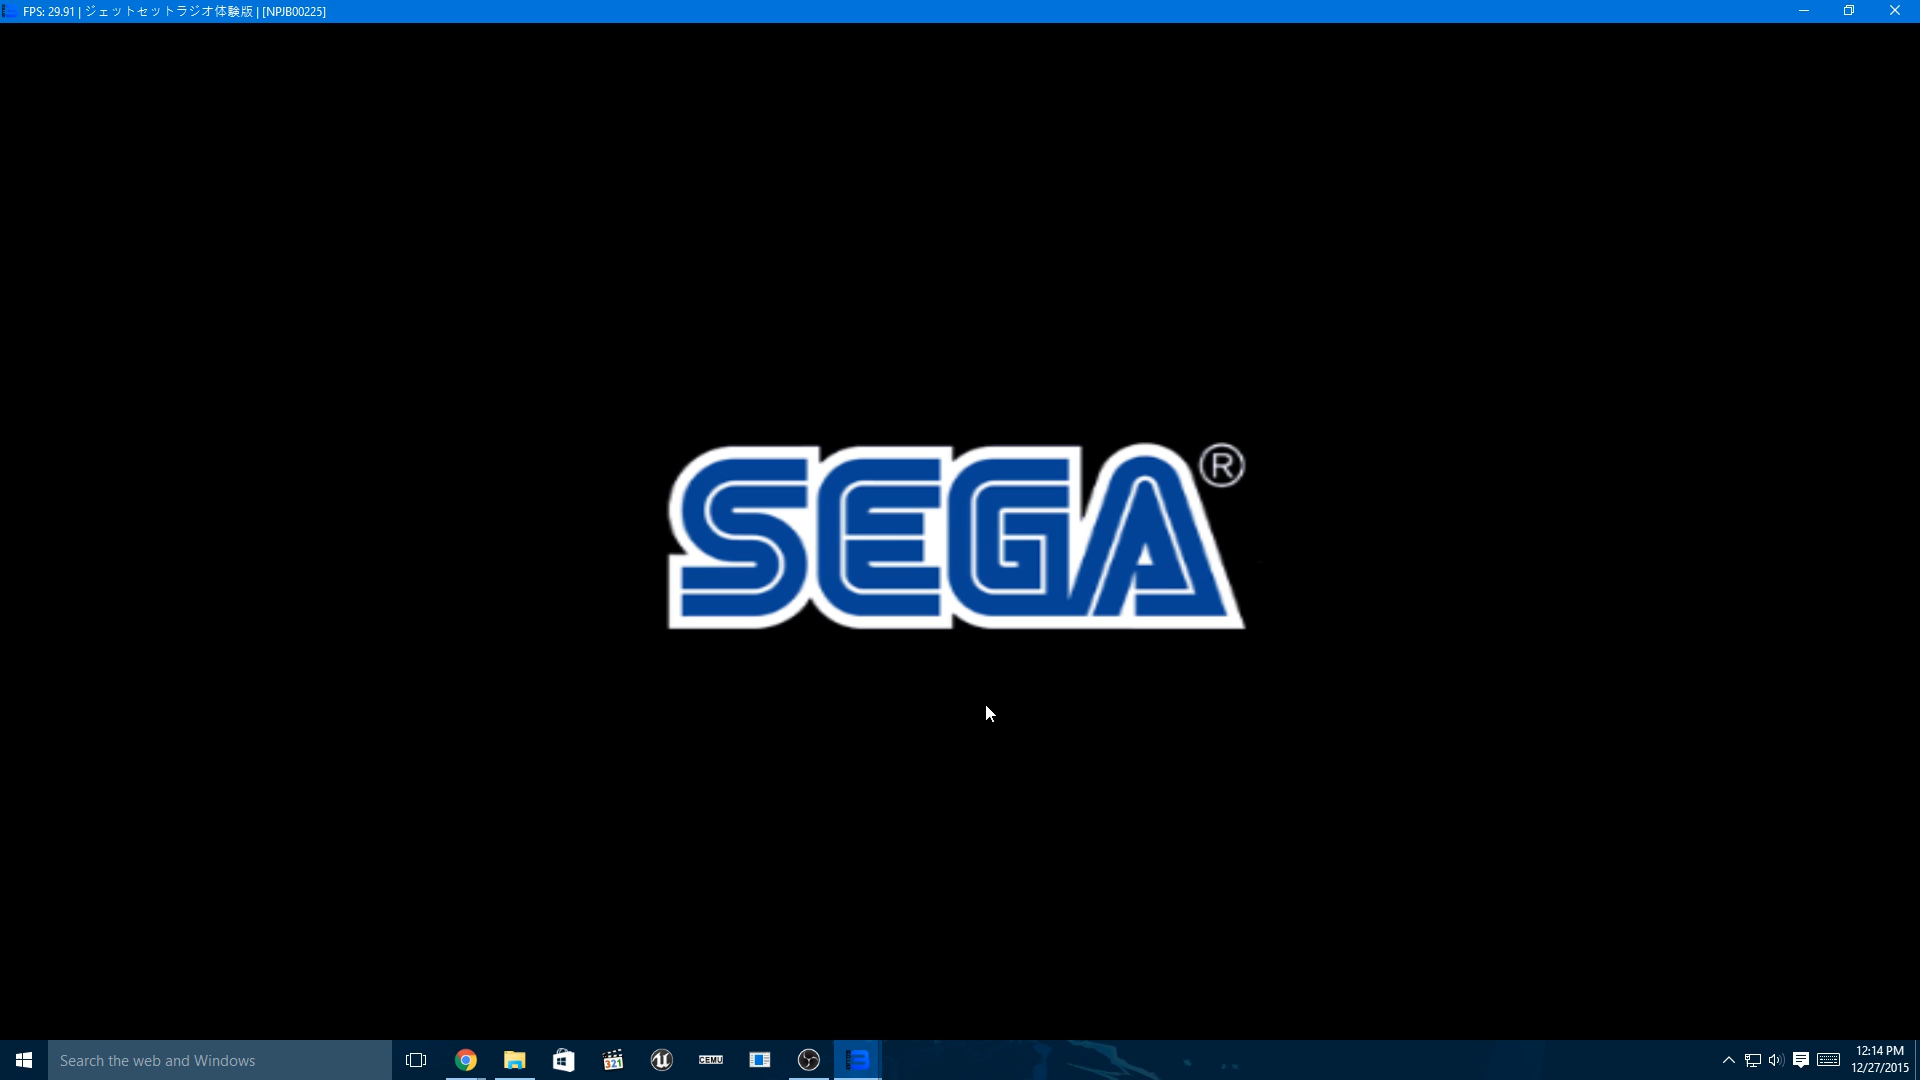 FPS: 29.91 | ジェットセットラジオ体験版 | [NPJB00225]
SEGA®
Search the web and Windows
321
CEMU
12:14 PM
12/27/2015